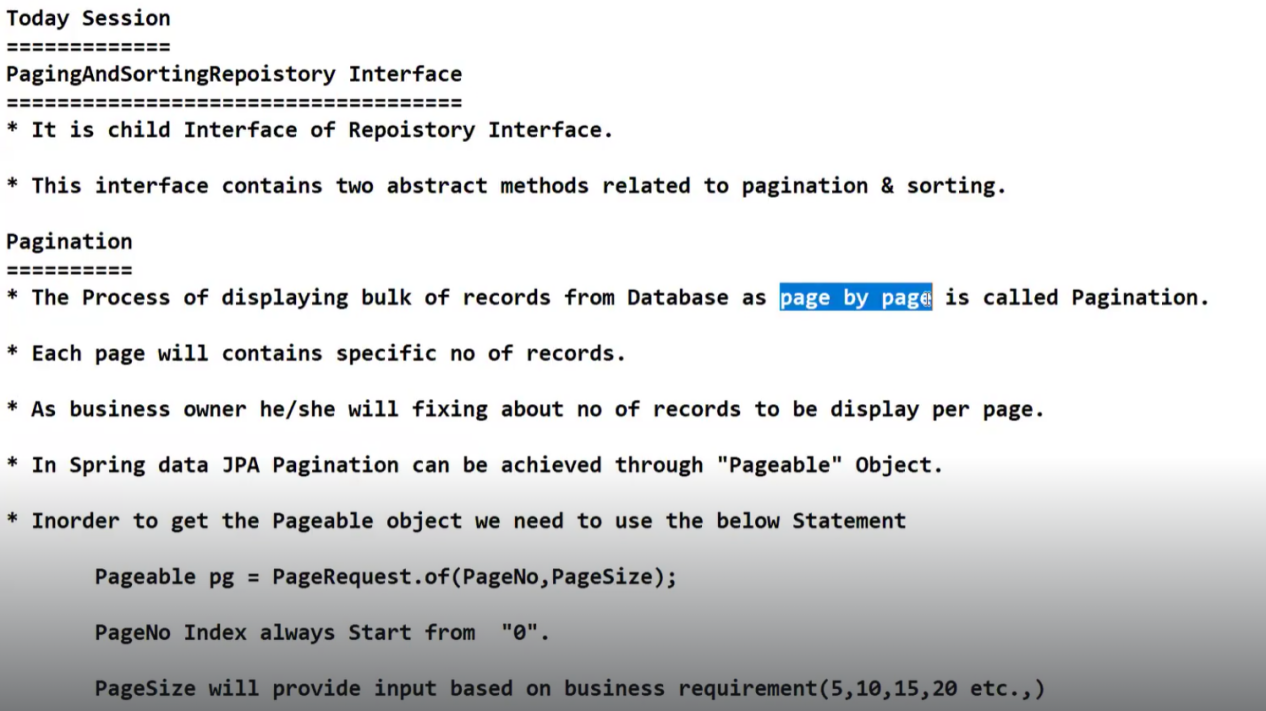 Today Session
=============
PagingAndSortingRepoistory Interface
====================================
* It is child Interface of Repoistory Interface.
* This interface contains two abstract methods related to pagination & sorting.
Pagination
==========
* The Process of displaying bulk of records from Database as page by page is called Pagination.
* Each page will contains specific no of records.
* As business owner he/she will fixing about no of records to be display per page.
* In Spring data JPA Pagination can be achieved through "Pageable" Object.
* Inorder to get the Pageable object we need to use the below Statement
Pageable pg = PageRequest.of(PageNo,PageSize);
PageNo Index always Start from  "0".
PageSize will provide input based on business requirement(5,10,15,20 etc.,)